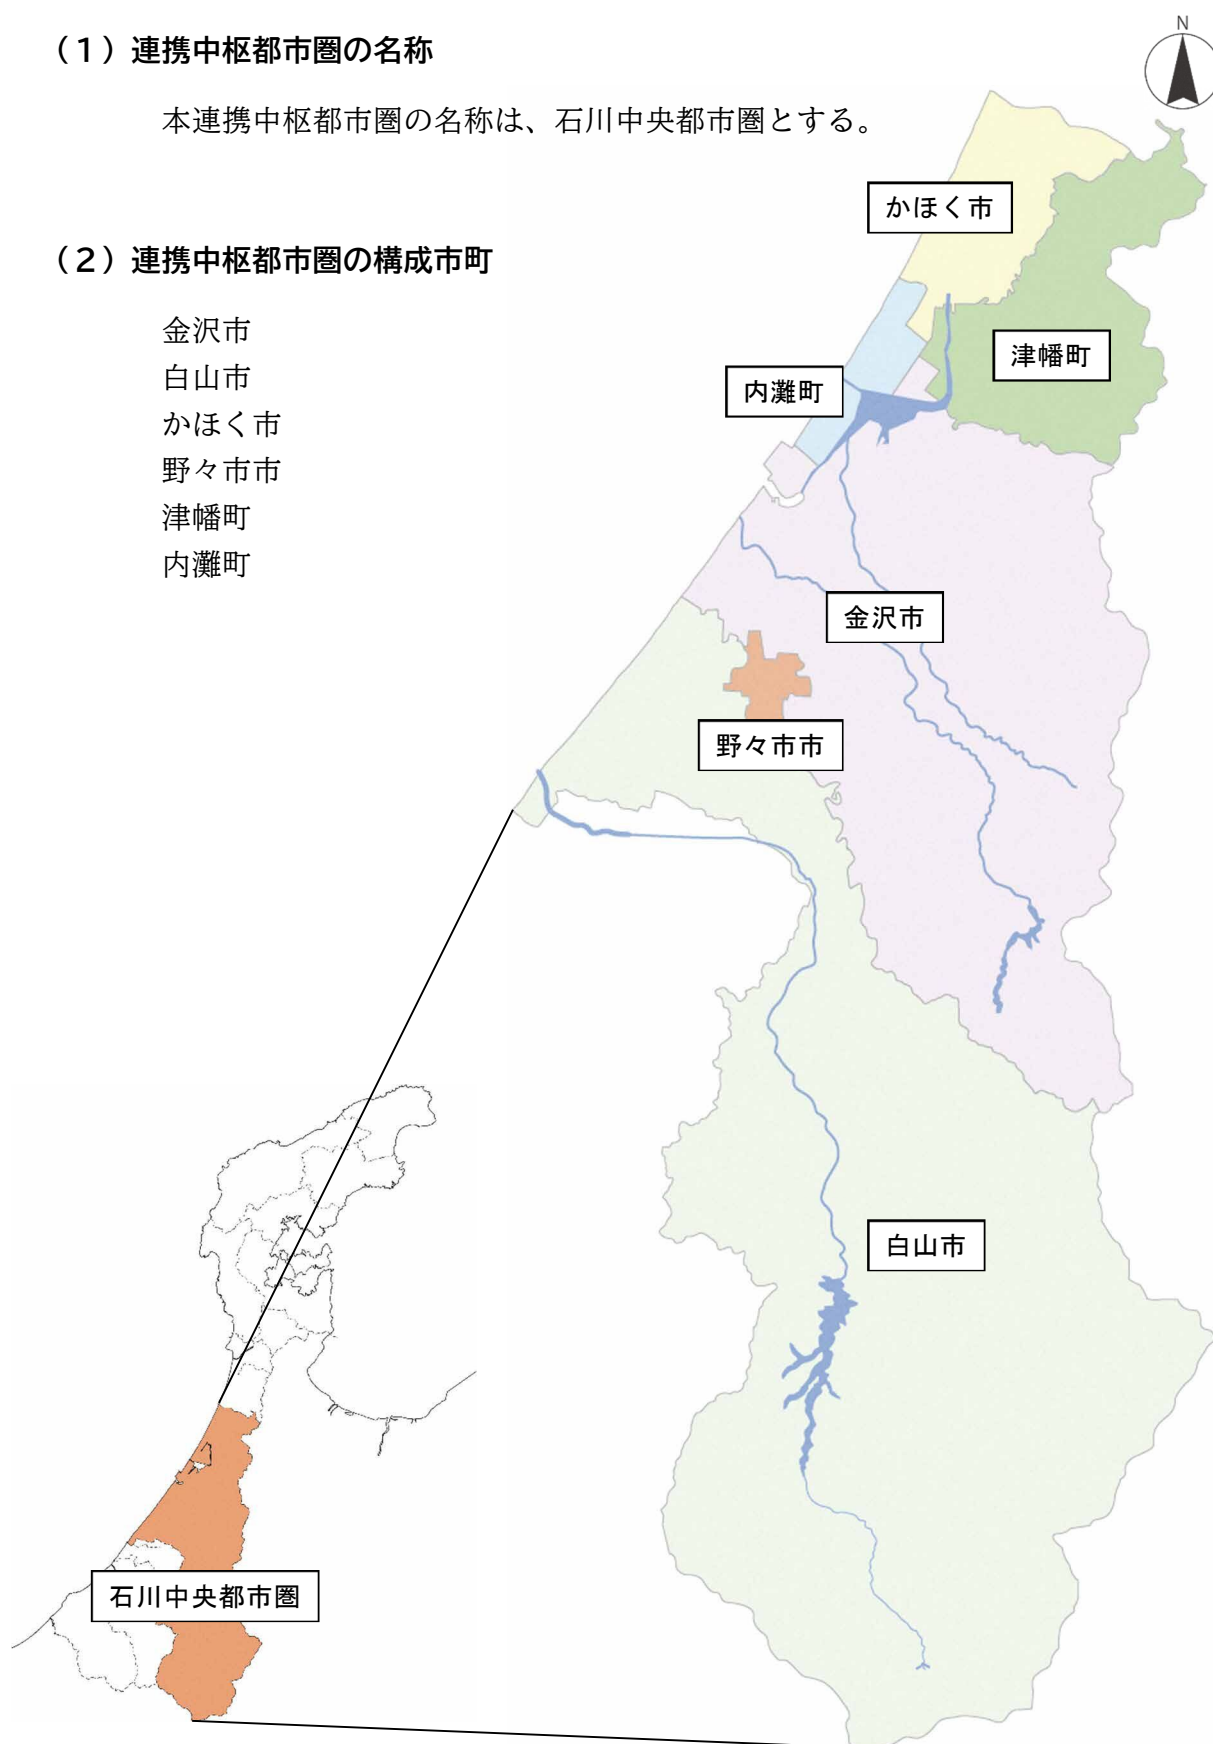 （１）連携中枢都市圏の名称
本連携中枢都市圏の名称は、石川中央都市圏とする。
（２）連携中枢都市圏の構成市町
金沢市
白山市
かほく市
野々市市
津幡町
内灘町
N
かほく市
津幡町
内灘町
金沢市
野々市市
白山市
石川中央都市圏